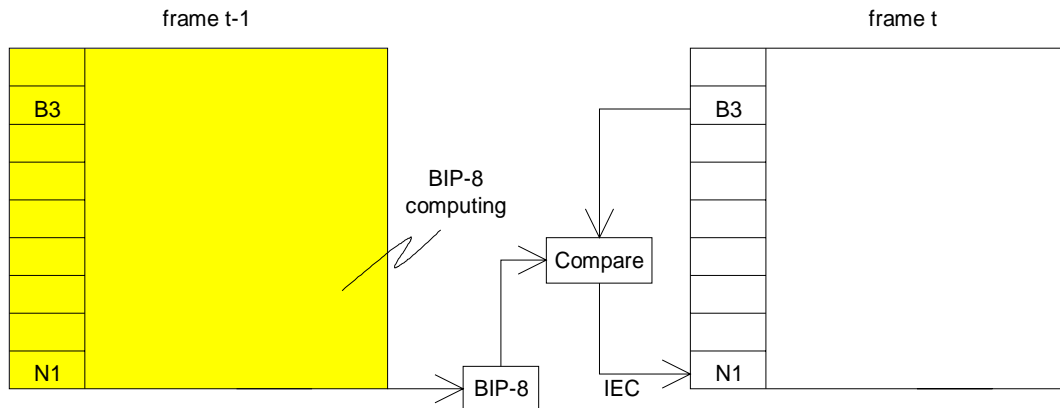 frame t-1
frame t
B3
B3
BIP-8
computing
Compare
N1
BIP-8
IEC
N1